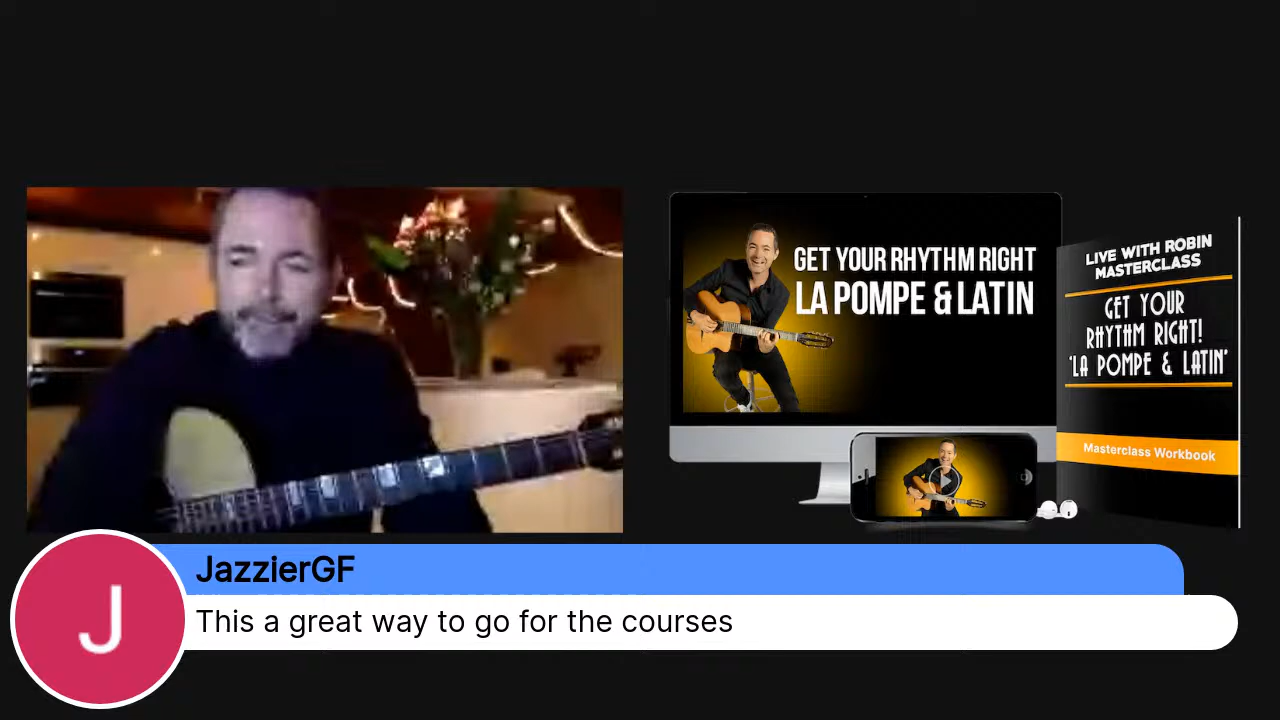 GET YOUR RHYTHM RIGHT
LA POMPE & LATIN
LIVE WITH ROBIN
MASTERCLASS
GET YOUR
RHYTHM RIGHT!
'LA POMPE & LATIN'
Masterclass Workbook
JazzierGF
J
This a great way to go for the courses